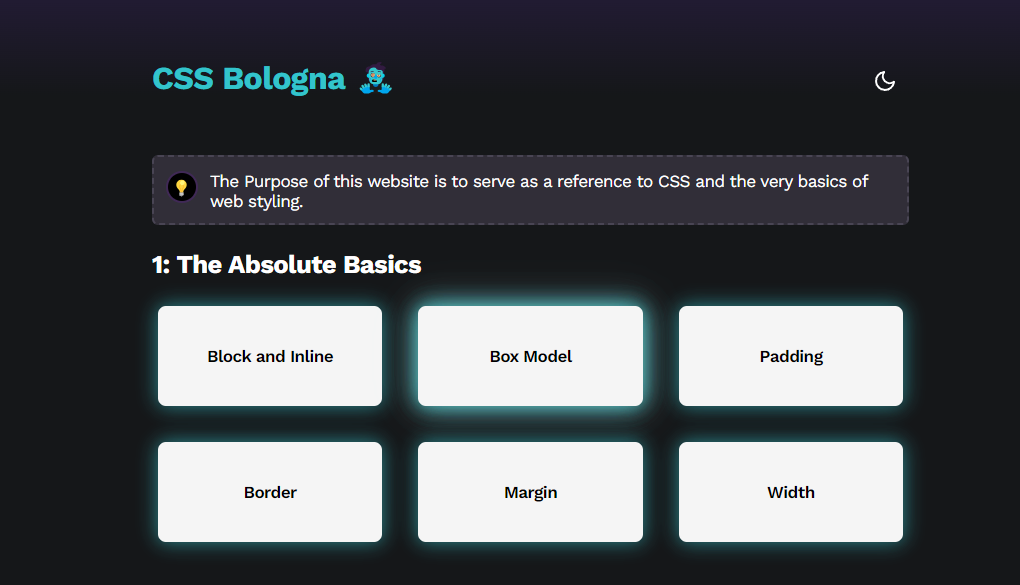 CSS Bologna
The Purpose of this website is to serve as a reference to CSS and the very basics of
web styling.
1: The Absolute Basics
Block and Inline
Box Model
Padding
Border
Margin
Width